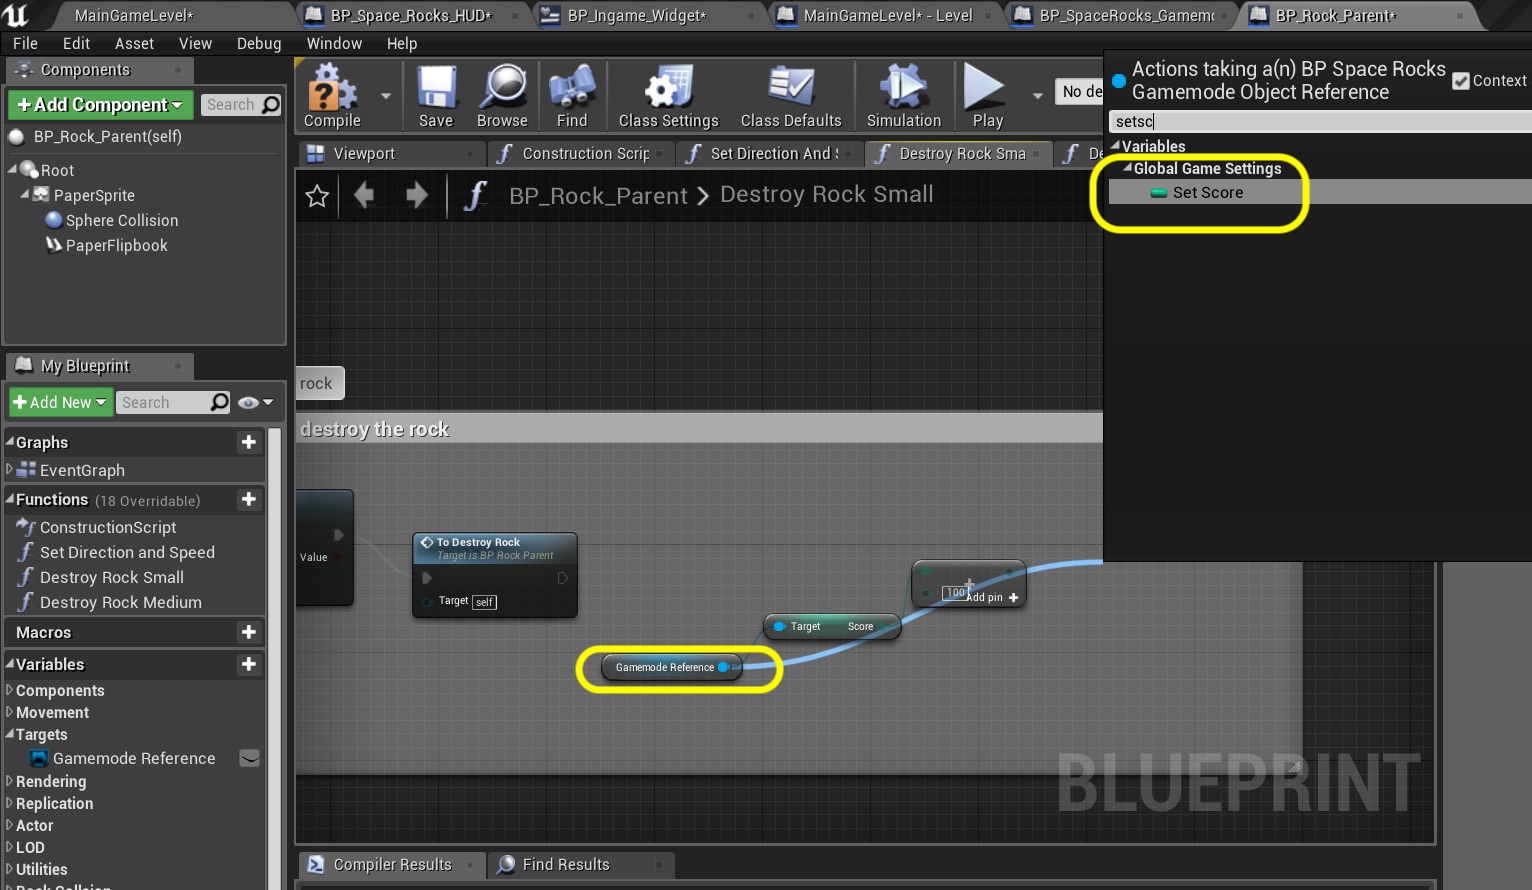 MainGameLevel*
BP_Space_Rocks_HUD*
BP_Ingame_Widget*
MainGameLevel* - Level
BP_SpaceRocks_Gamem
BP_Rock_Parent*
File Edit Asset View Debug Window Help
Components
+Add Component
Search
BP_Rock_Parent(self)
Root
PaperSprite
Sphere Collision
PaperFlipbook
My Blueprint
Add New
Search
Graphs
EventGraph
Functions (18 Overridable)
ConstructionScript
Set Direction and Speed
Destroy Rock Small
Destroy Rock Medium
Macros
Variables
Components
Movement
Targets
Gamemode Reference
Rendering
Replication
Actor
LOD
Utilities
Rock Collision
Compile Save Browse Find Class Settings Class Defaults Simulation Play
No de
Viewport Construction Scrip Set Direction And S Destroy Rock Sma De
BP_Rock_Parent > Destroy Rock Small
rock
destroy the rock
Value
To Destroy Rock
Target is BP Rock Parent
Target self
Gamemode Reference
Target Score
100
Add pin +
BLUEPRINT
Compiler Results Find Results
Actions taking a(n) BP Space Rocks
Gamemode Object Reference
Context
setsc
Variables
Global Game Settings
Set Score